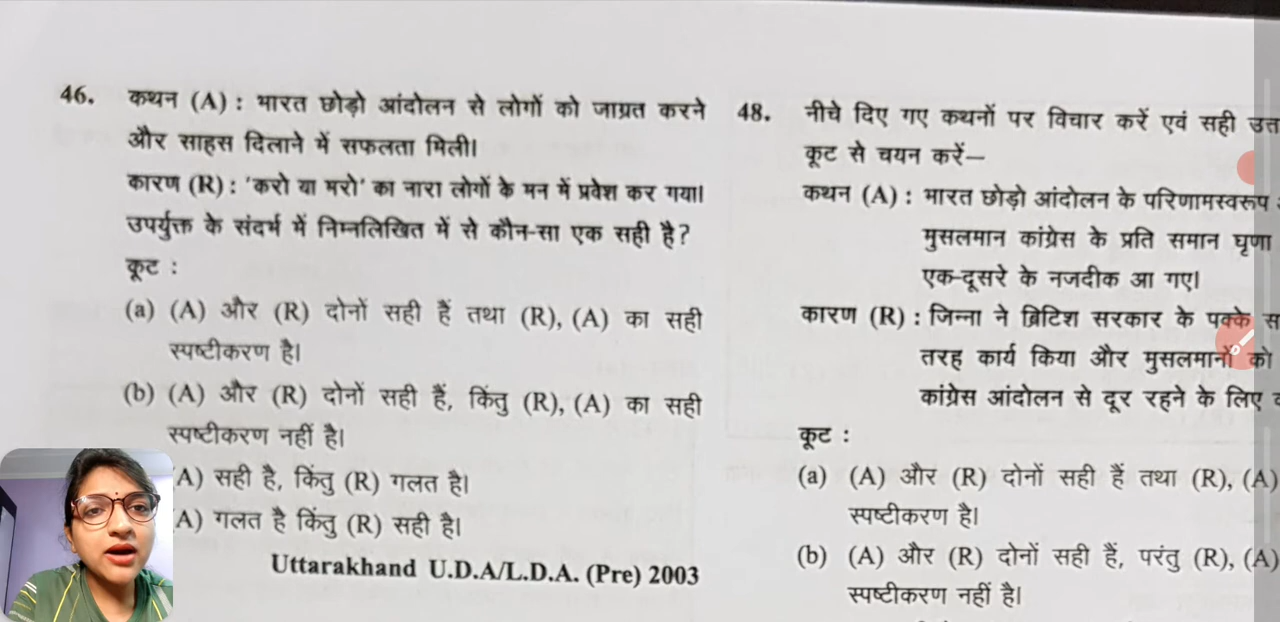 46. कथन (A) : भारत छोड़ो आंदोलन से लोगों को जाग्रत करने
और साहस दिलाने में सफलता मिली।
कारण (R) : 'करो या मरो' का नारा लोगों के मन में प्रवेश कर गया।
उपर्युक्त के संदर्भ में निम्नलिखित में से कौन-सा एक सही है?
कूट :
(a) (A) और (R) दोनों सही हैं तथा (R), (A) का सही
स्पष्टीकरण है।
(b) (A) और (R) दोनों सही हैं, किंतु (R), (A) का सही
स्पष्टीकरण नहीं है।
A) सही है, किंतु (R) गलत है।
A) गलत है किंतु (R) सही है।
Uttarakhand U.D.A/L.D.A. (Pre) 2003
48. नीचे दिए गए कथनों पर विचार करें एवं सही
कूट से चयन करें–
कथन (A) : भारत छोड़ो आंदोलन के परिणामस्वरूप
मुसलमान कांग्रेस के प्रति समान घृणा
एक-दूसरे के नजदीक आ गए।
कारण (R) : जिन्ना ने ब्रिटिश सरकार के पक्के
तरह कार्य किया और मुसलमानों को
कांग्रेस आंदोलन से दूर रहने के लिए
कूट :
(a) (A) और (R) दोनों सही हैं तथा (R), (A)
स्पष्टीकरण है।
(b) (A) और (R) दोनों सही हैं, परंतु (R), (A)
स्पष्टीकरण नहीं है।